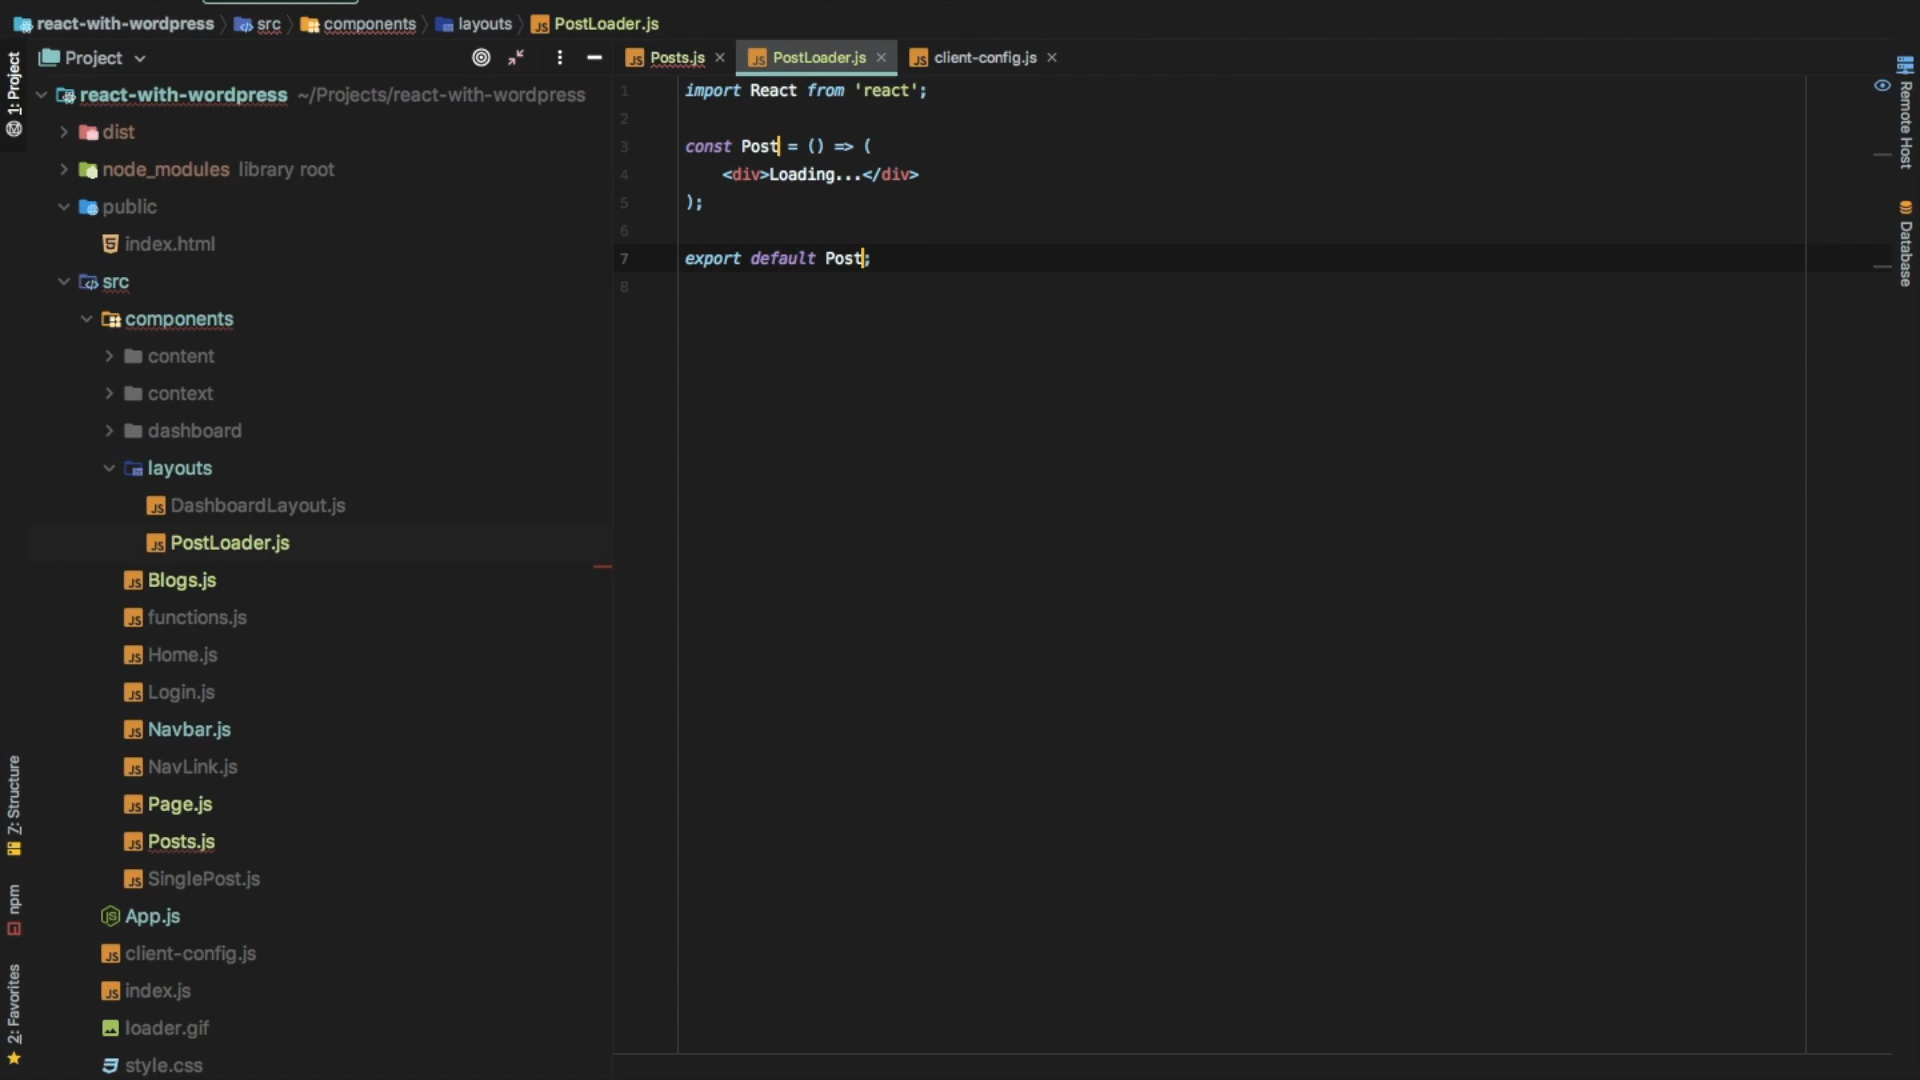 react-with-wordpress src components layouts PostLoader.js
Project
Posts.js PostLoader.js client-config.js
1: Project
react-with-wordpress ~/Projects/react-with-wordpress
dist
node_modules library root
public
index.html
src
components
content
context
dashboard
layouts
DashboardLayout.js
PostLoader.js
Blogs.js
functions.js
Home.js
Login.js
Navbar.js
NavLink.js
Page.js
Posts.js
SinglePost.js
App.js
client-config.js
index.js
loader.gif
style.css
Z: Structure
npm
2: Favorites
1 import React from 'react';
2
3 const Post = () => (
4 <div>Loading...</div>
5 );
6
7 export default Post;
8
Remote Host
Database